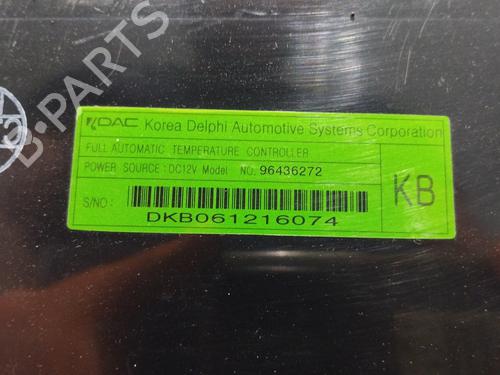 B-PARTS
KDAC Korea Delphi Automotive Systems Corporation
FULL AUTOMATIC TEMPERATURE CONTROLLER
POWER SOURCE : DC12V Model NO. 96436272
KB
S/NO :
DKB061216074